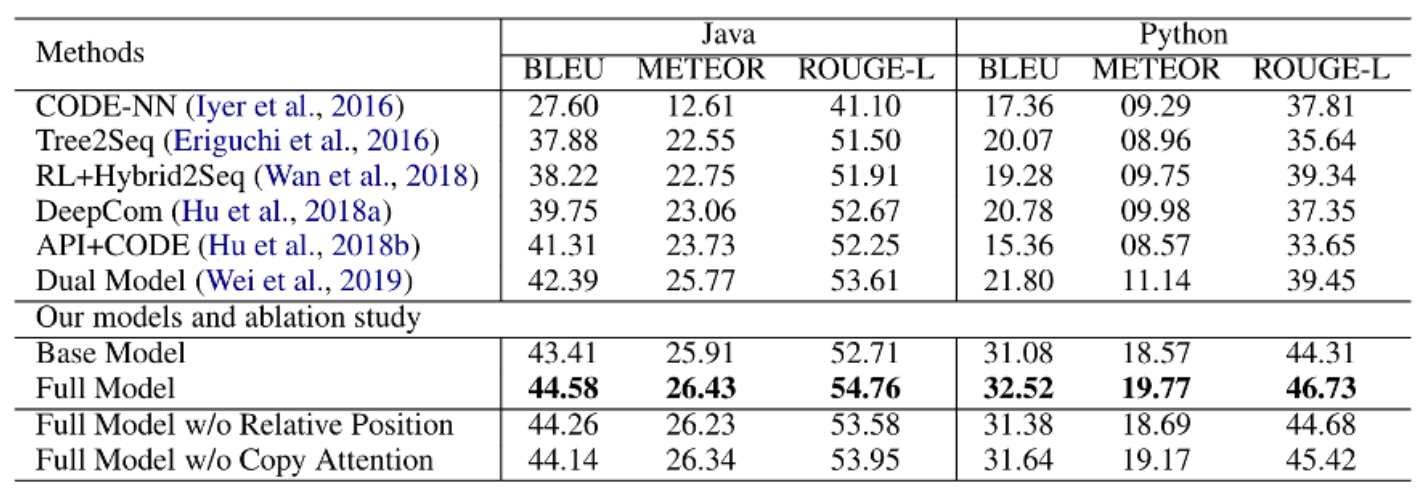 Methods Java Python
BLEU METEOR ROUGE-L BLEU METEOR ROUGE-L
CODE-NN (Iyer et al., 2016) 27.60 12.61 41.10 17.36 09.29 37.81
Tree2Seq (Eriguchi et al., 2016) 37.88 22.55 51.50 20.07 08.96 35.64
RL+Hybrid2Seq (Wan et al., 2018) 38.22 22.75 51.91 19.28 09.75 39.34
DeepCom (Hu et al., 2018a) 39.75 23.06 52.67 20.78 09.98 37.35
API+CODE (Hu et al., 2018b) 41.31 23.73 52.25 15.36 08.57 33.65
Dual Model (Wei et al., 2019) 42.39 25.77 53.61 21.80 11.14 39.45
Our models and ablation study
Base Model 43.41 25.91 52.71 31.08 18.57 44.31
Full Model 44.58 26.43 54.76 32.52 19.77 46.73
Full Model w/o Relative Position 44.26 26.23 53.58 31.38 18.69 44.68
Full Model w/o Copy Attention 44.14 26.34 53.95 31.64 19.17 45.42